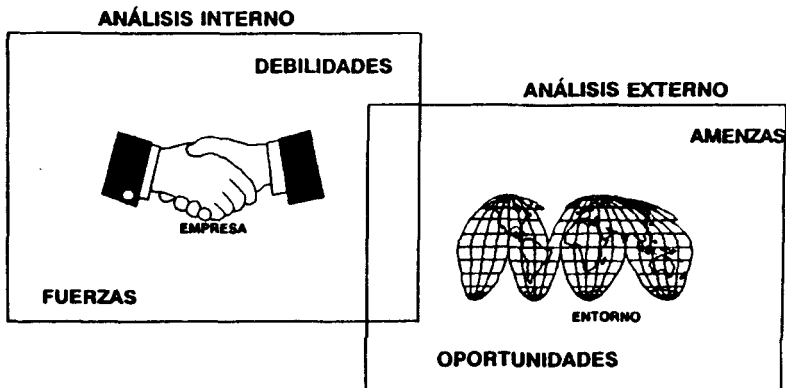 ANÁLISIS INTERNO
DEBILIDADES
EMPRESA
FUERZAS
ANÁLISIS EXTERNO
AMENZAS
ENTORNO
OPORTUNIDADES